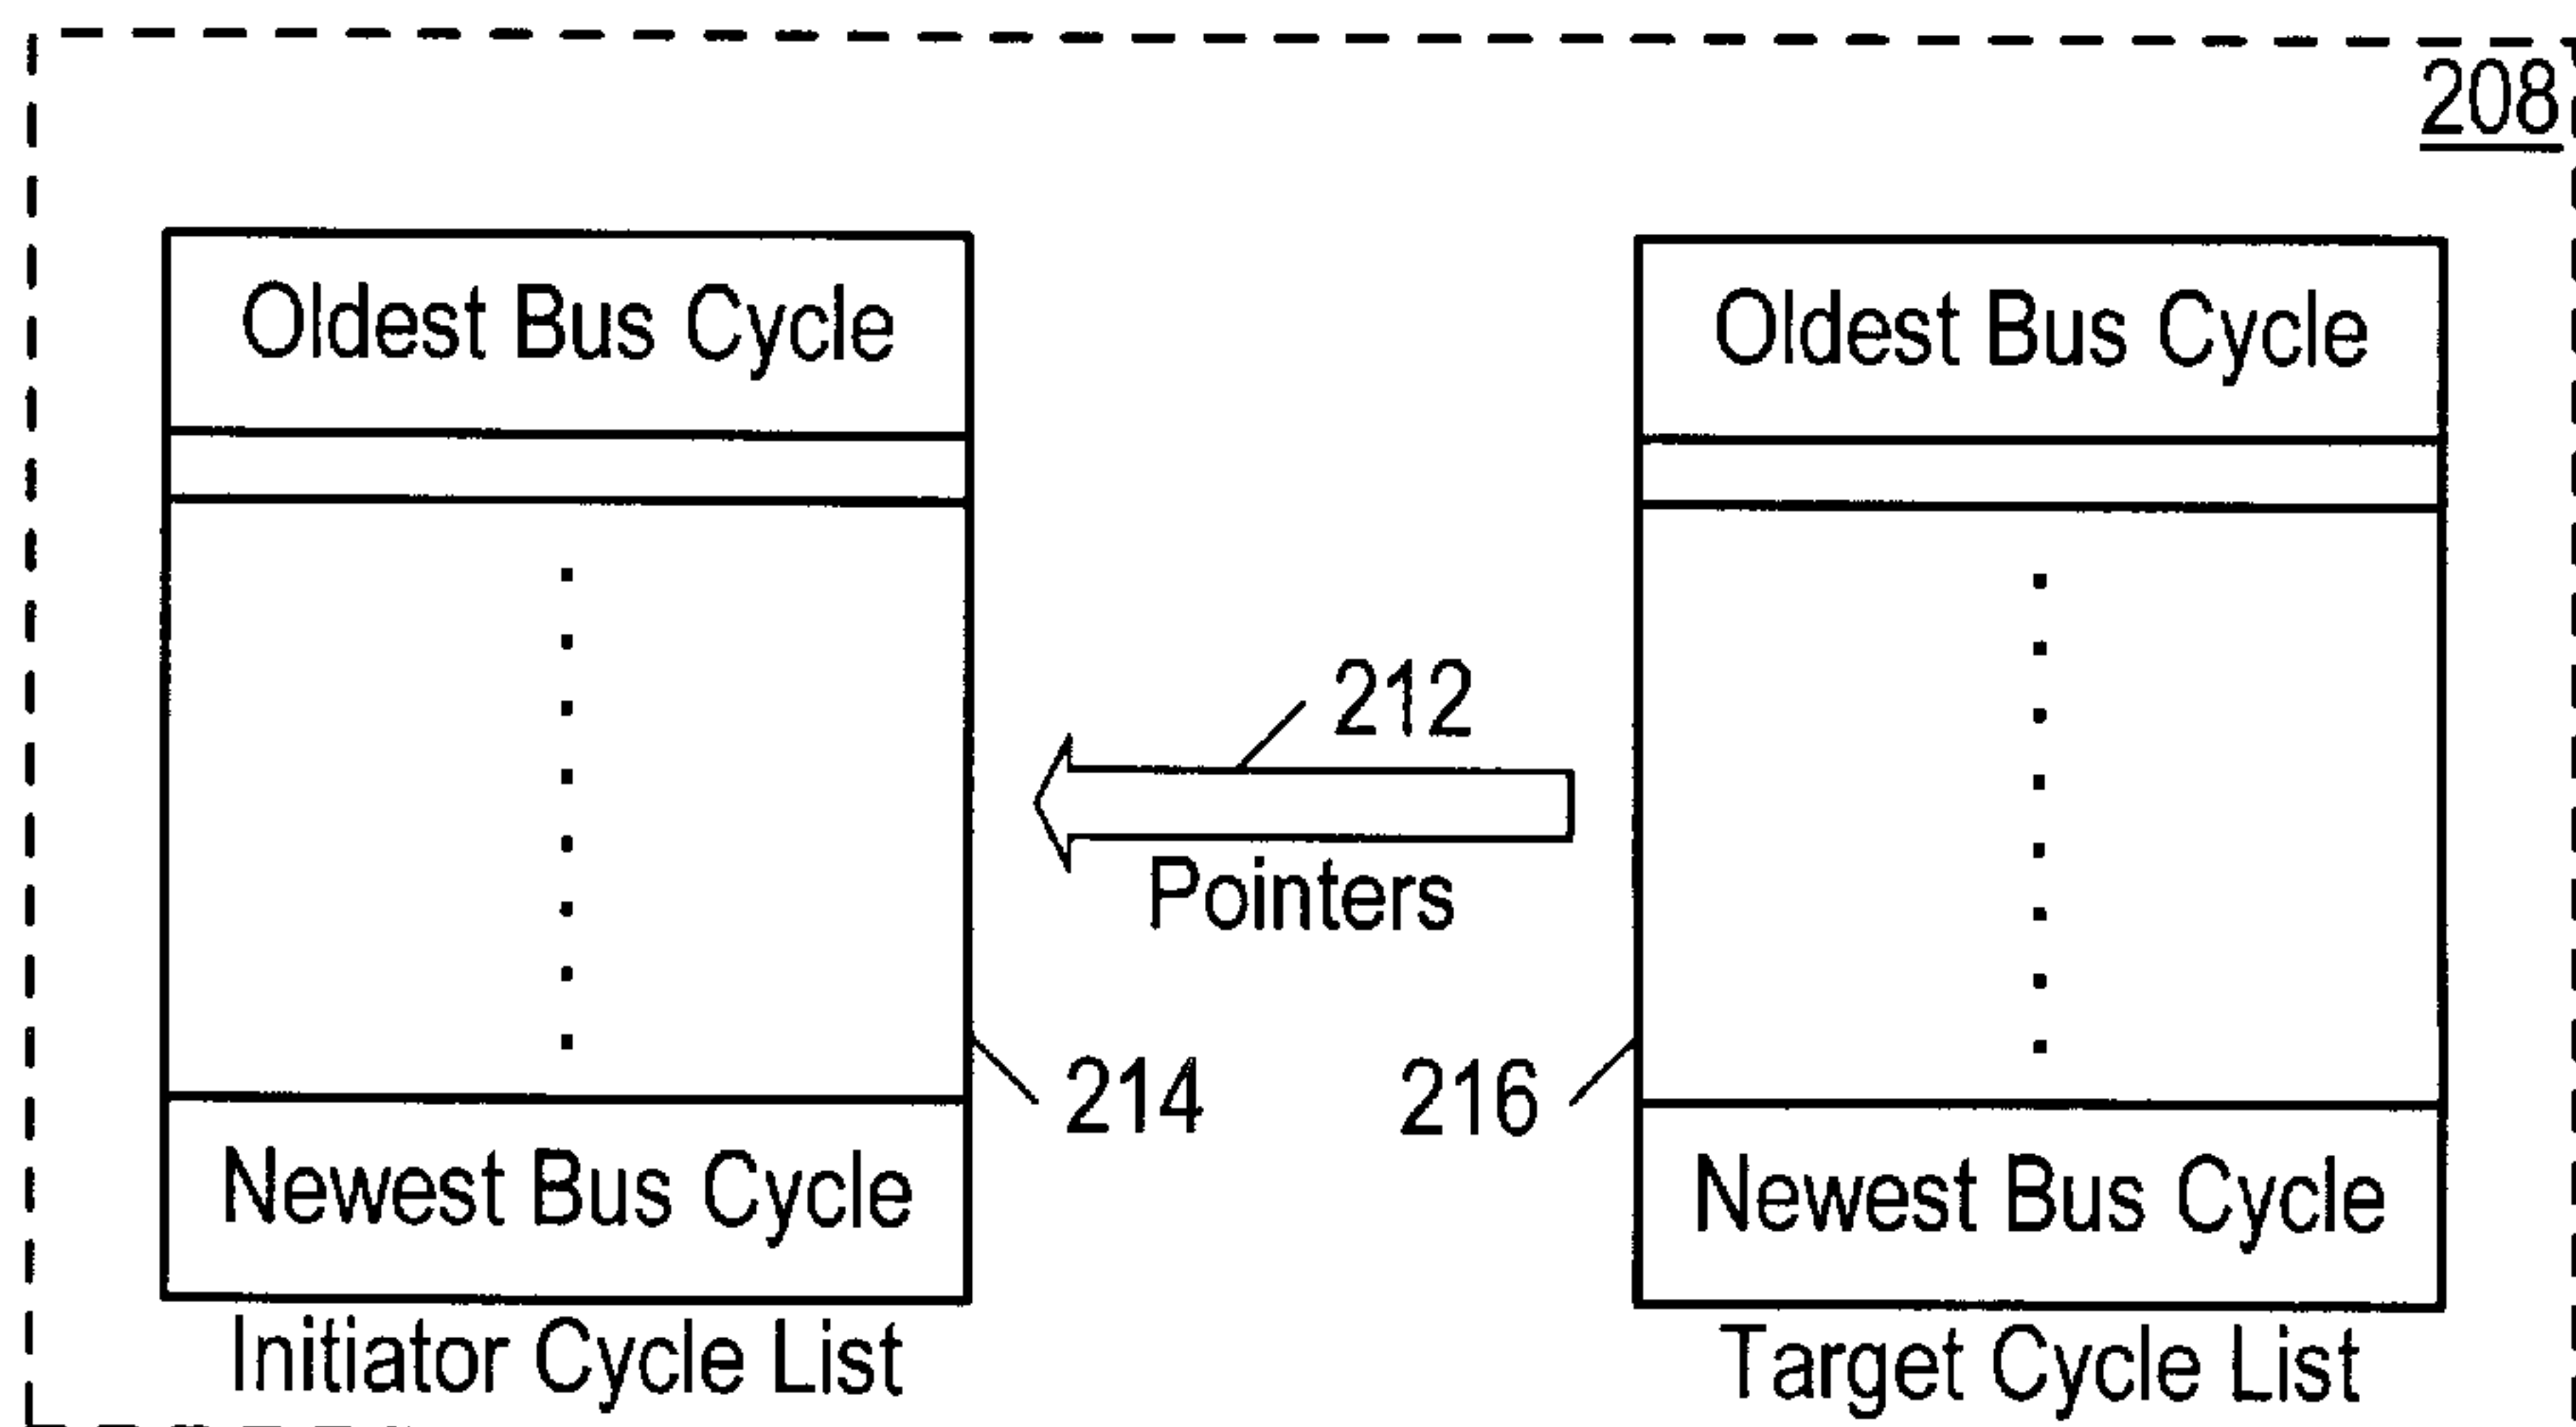 208
Oldest Bus Cycle
Oldest Bus Cycle
212
Pointers
214
216
Newest Bus Cycle
Newest Bus Cycle
Initiator Cycle List
Target Cycle List